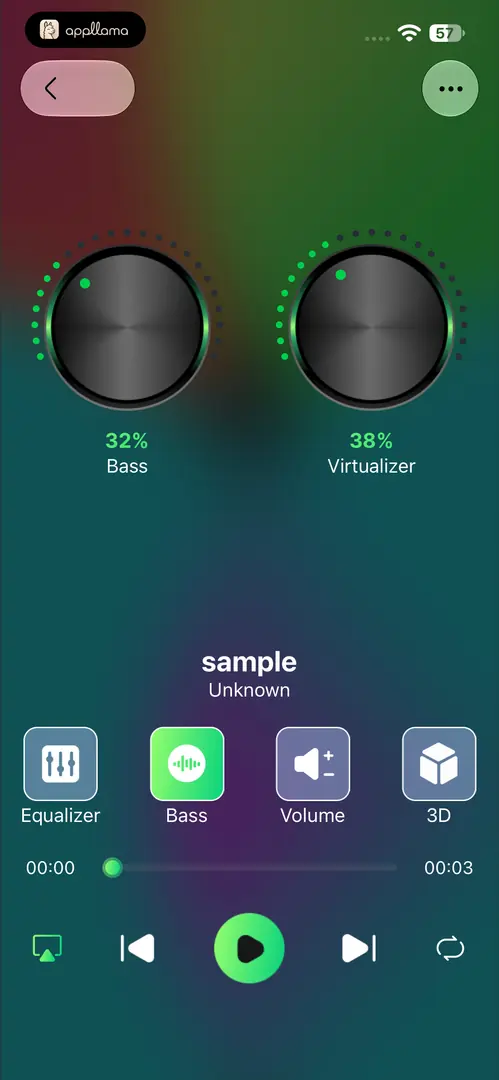 appllama
57
32%
Bass
38%
Virtualizer
sample
Unknown
Equalizer
Bass
Volume
3D
00:00
00:03